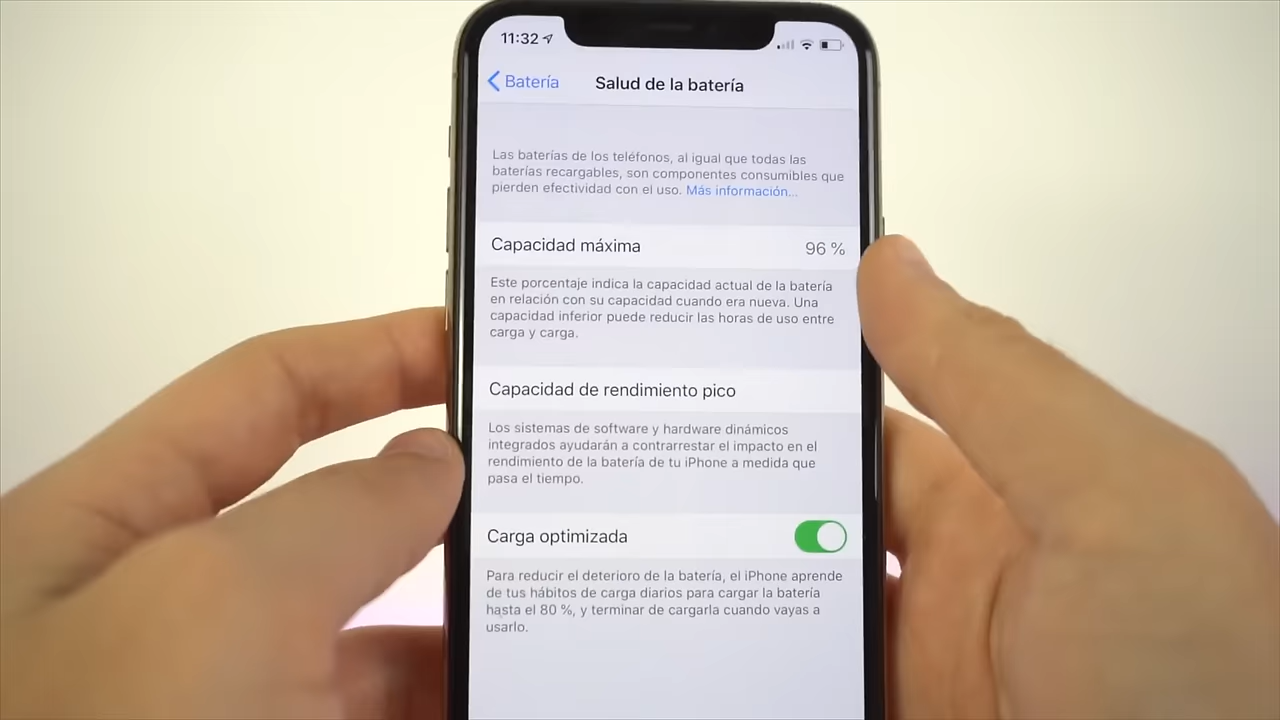 11:32
Batería
Salud de la batería
Las baterías de los teléfonos, al igual que todas las
baterías recargables, son componentes consumibles que
pierden efectividad con el uso. Más información...
Capacidad máxima 96 %
Este porcentaje indica la capacidad actual de la batería
en relación con su capacidad cuando era nueva. Una
capacidad inferior puede reducir las horas de uso entre
carga y carga.
Capacidad de rendimiento pico
Los sistemas de software y hardware dinámicos
integrados ayudarán a contrarrestar el impacto en el
rendimiento de la batería de tu iPhone a medida que
pasa el tiempo.
Carga optimizada
Para reducir el deterioro de la batería, el iPhone aprende
de tus hábitos de carga diarios para cargar la batería
hasta el 80 %, y terminar de cargarla cuando vayas a
usarlo.